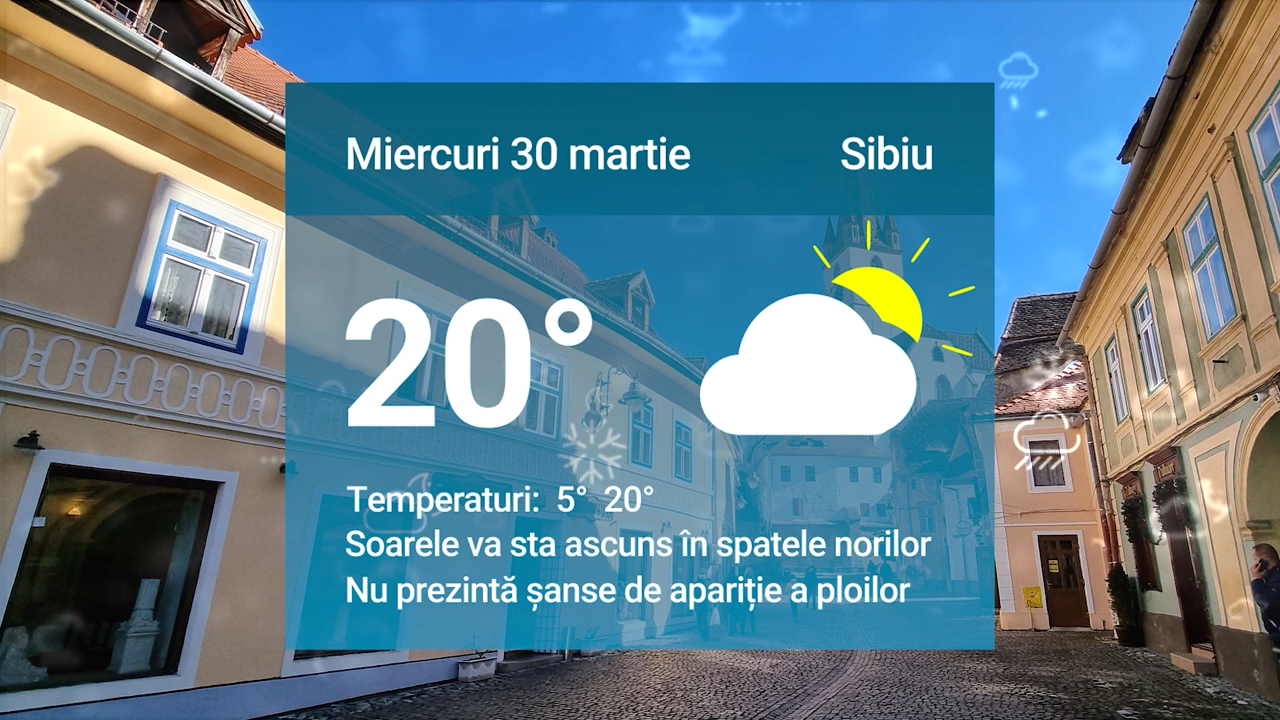 Miercuri 30 martie Sibiu
20°
Temperaturi: 5° 20°
Soarele va sta ascuns în spatele norilor
Nu prezintă șanse de apariție a ploilor